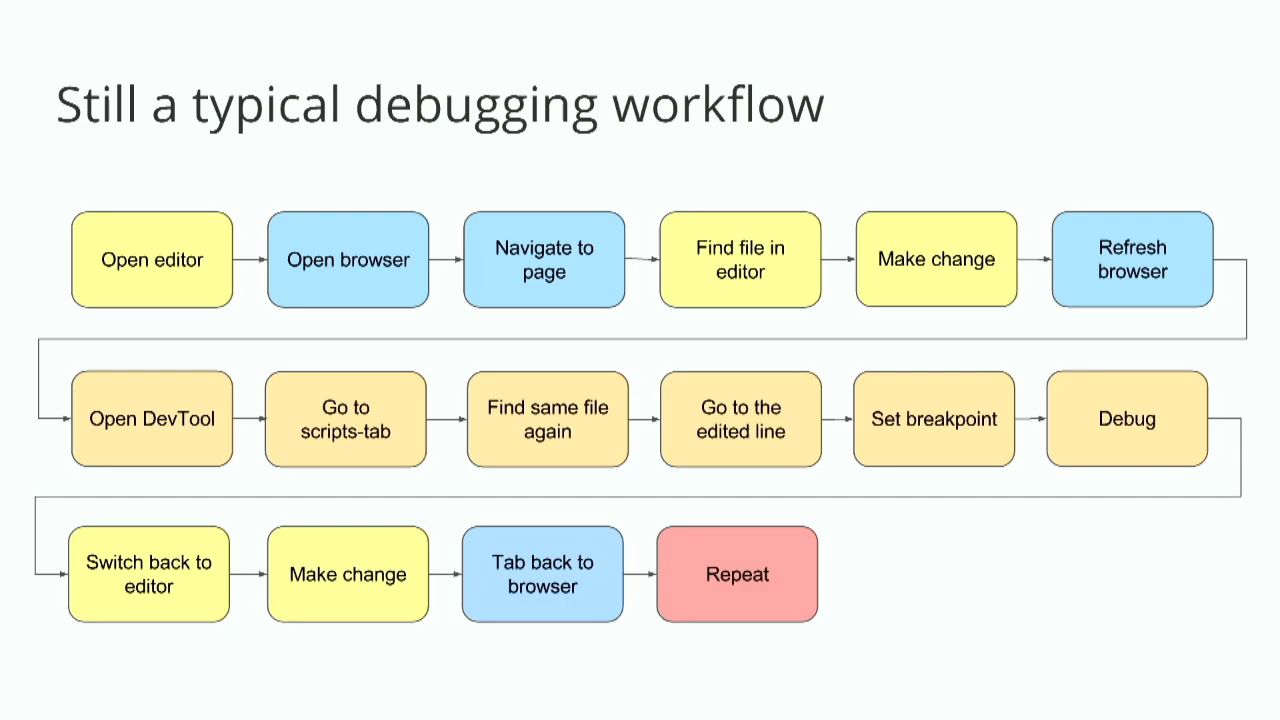 Still a typical debugging workflow
Open editor
Open browser
Navigate to
page
Find file in
editor
Make change
Refresh
browser
Open DevTool
Go to
scripts-tab
Find same file
again
Go to the
edited line
Set breakpoint
Debug
Switch back to
editor
Make change
Tab back to
browser
Repeat